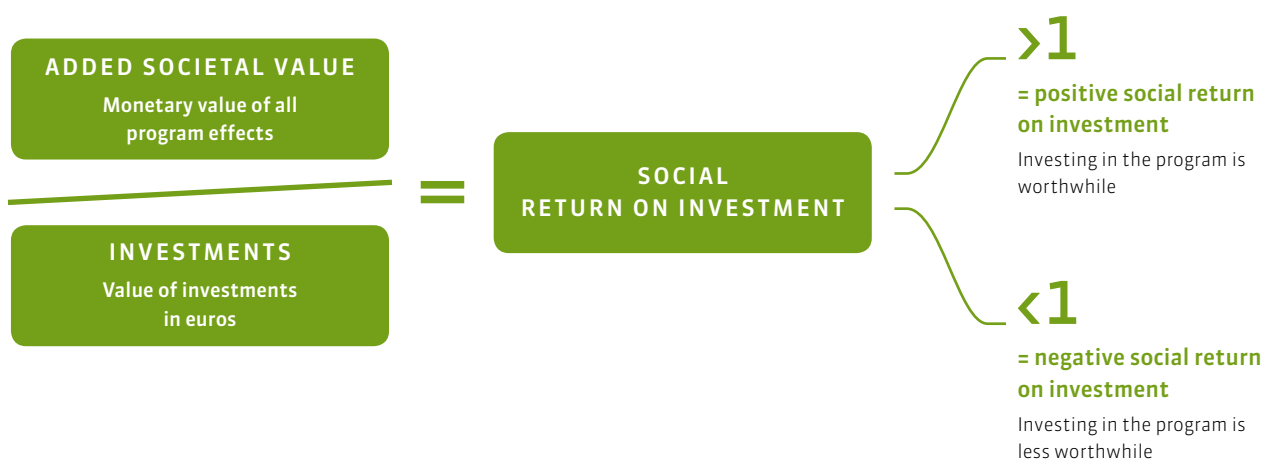 ADDED SOCIETAL VALUE
Monetary value of all
program effects
INVESTMENTS
Value of investments
in euros
=
SOCIAL
RETURN ON INVESTMENT
>1
= positive social return
on investment
Investing in the program is
worthwhile
<1
= negative social return
on investment
Investing in the program is
less worthwhile